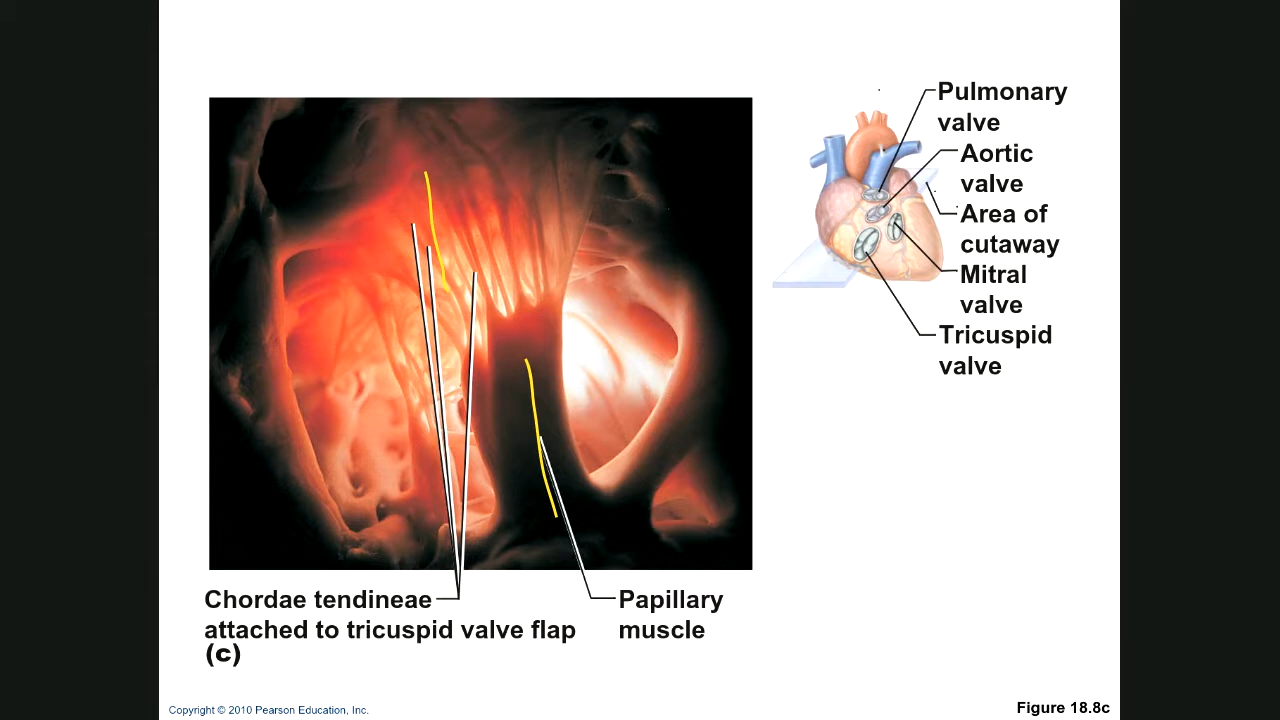 Pulmonary
valve
Aortic
valve
Area of
cutaway
Mitral
valve
Tricuspid
valve
Chordae tendineae
attached to tricuspid valve flap
Papillary
muscle
(c)
Copyright © 2010 Pearson Education, Inc.
Figure 18.8c